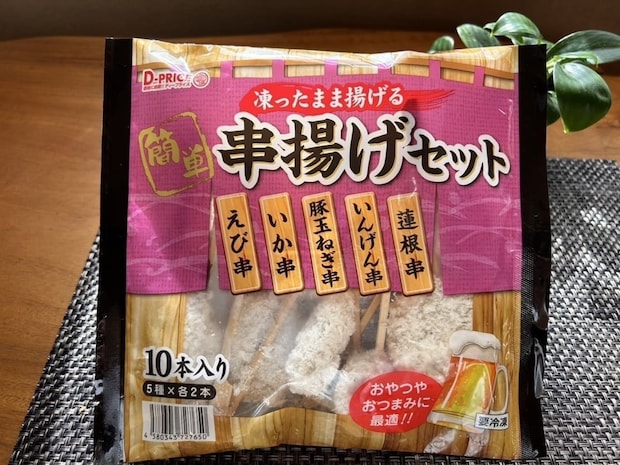 D-PRICE
凍ったまま揚げる
簡単
串揚げセット
えび串
いか串
豚玉ねぎ串
いんげん串
蓮根串
10本入り
5種×各2本
おやつや
おつまみに
最適!!
要冷凍
4580343727650